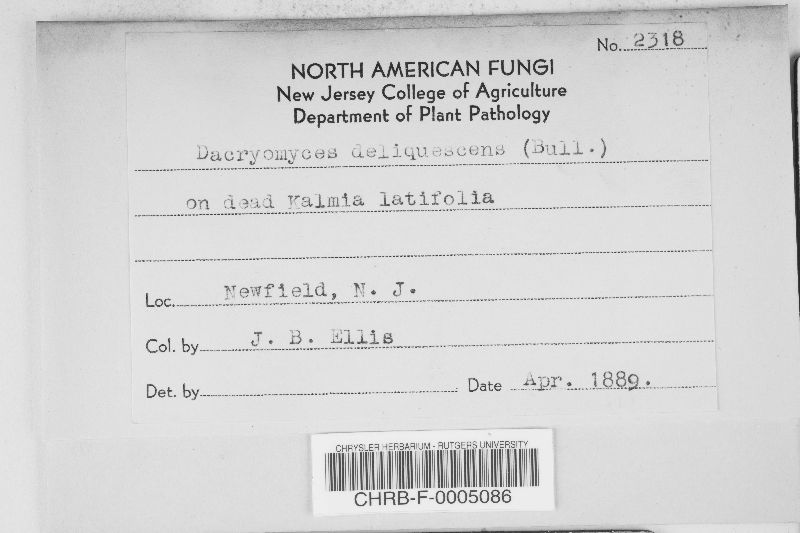 No. 2318
NORTH AMERICAN FUNGI
New Jersey College of Agriculture
Department of Plant Pathology
Dacryomyces deliquescens (Bull.)
on dead Kalmia latifolia
Loc. Newfield, N. J.
Col. by J. B. Ellis
Det. by Date Apr. 1889.
CHRYSLER HERBARIUM - RUTGERS UNIVERSITY
CHRB-F-0005086